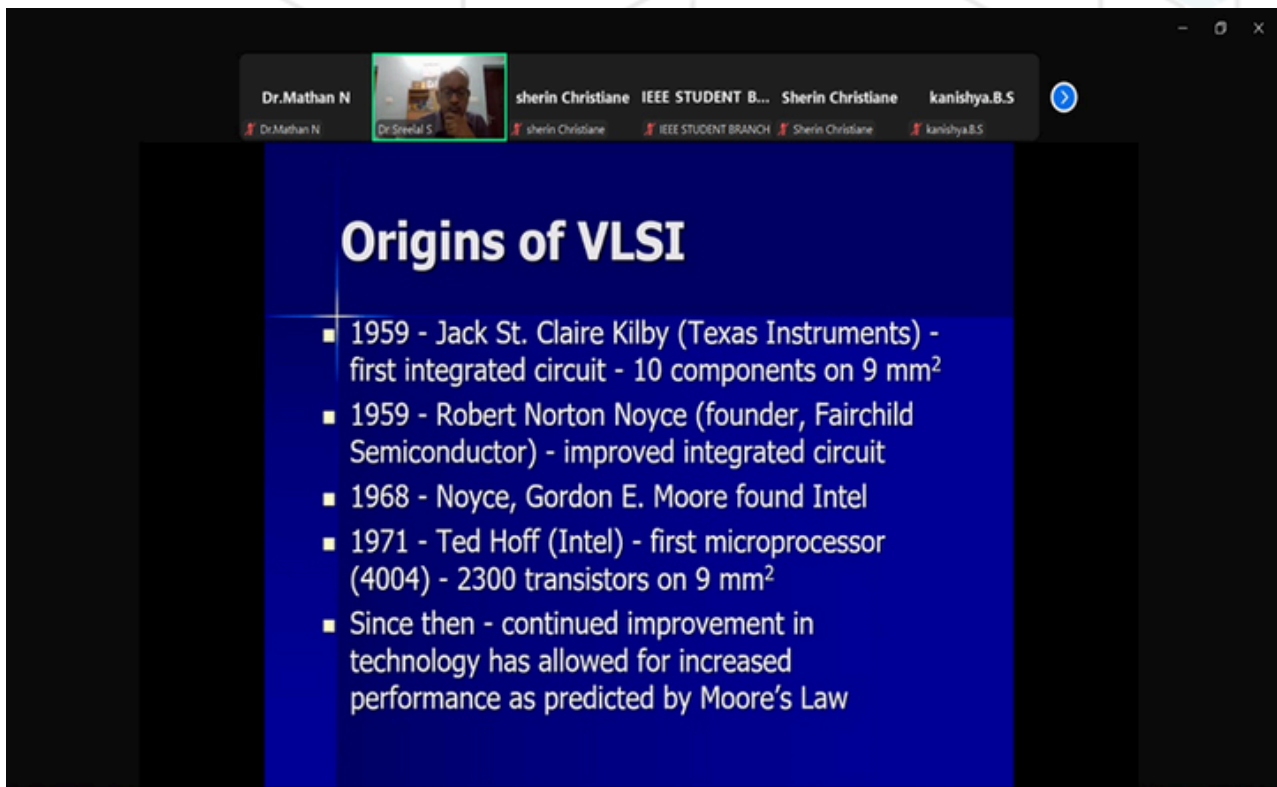 Dr.Mathan N
sherin Christiane
IEEE STUDENT B...
Sherin Christiane
kanishya.B.S
Dr.Mathan N
Dr.Sreelal S
sherin Christiane
IEEE STUDENT BRANCH
Sherin Christiane
kanishya.B.S
Origins of VLSI
1959 - Jack St. Claire Kilby (Texas Instruments) -
first integrated circuit - 10 components on 9 mm²
1959 - Robert Norton Noyce (founder, Fairchild
Semiconductor) - improved integrated circuit
1968 - Noyce, Gordon E. Moore found Intel
1971 - Ted Hoff (Intel) - first microprocessor
(4004) - 2300 transistors on 9 mm²
Since then - continued improvement in
technology has allowed for increased
performance as predicted by Moore's Law